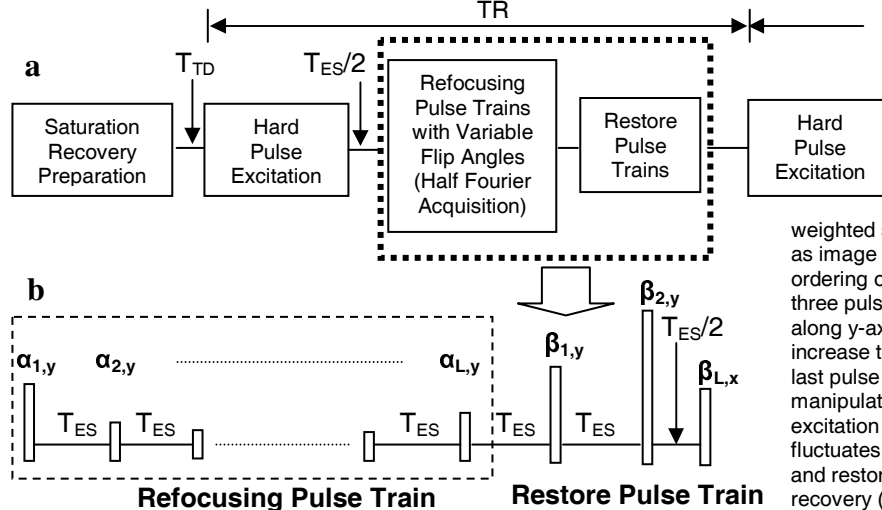 TR
a
T_TD
T_ES/2
Saturation
Recovery
Preparation
Hard
Pulse
Excitation
Refocusing
Pulse Trains
with Variable
Flip Angles
(Half Fourier
Acquisition)
Restore
Pulse
Trains
Hard
Pulse
Excitation
b
α1,y
α2,y
αL,y
β1,y
β2,y
T_ES/2
βL,x
T_ES
T_ES
T_ES
T_ES
T_ES
Refocusing Pulse Train
Restore Pulse Train
weighted
as image
ordering
three puls
along y-a
increase t
last pulse
manipulat
excitation
fluctuates
and restor
recovery (